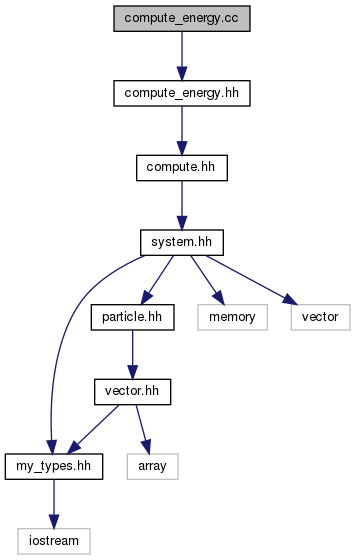 compute_energy.cc
compute_energy.hh
compute.hh
system.hh
particle.hh
memory
vector
vector.hh
my_types.hh
array
iostream